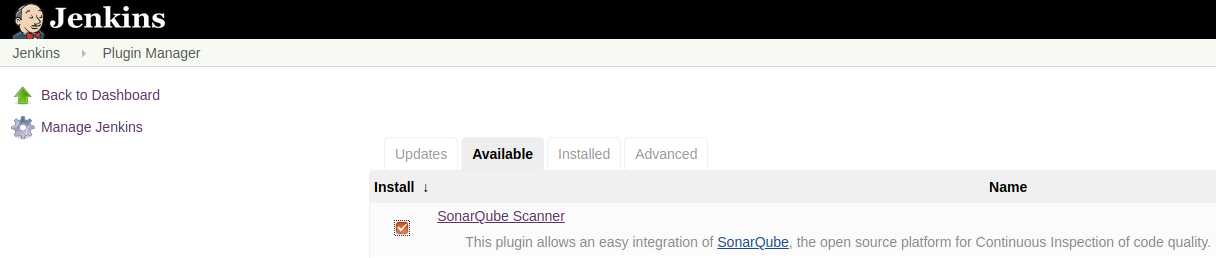 Jenkins
Jenkins Plugin Manager
Back to Dashboard
Manage Jenkins
Updates Available Installed Advanced
Install ↓ Name
SonarQube Scanner
This plugin allows an easy integration of SonarQube, the open source platform for Continuous Inspection of code quality.